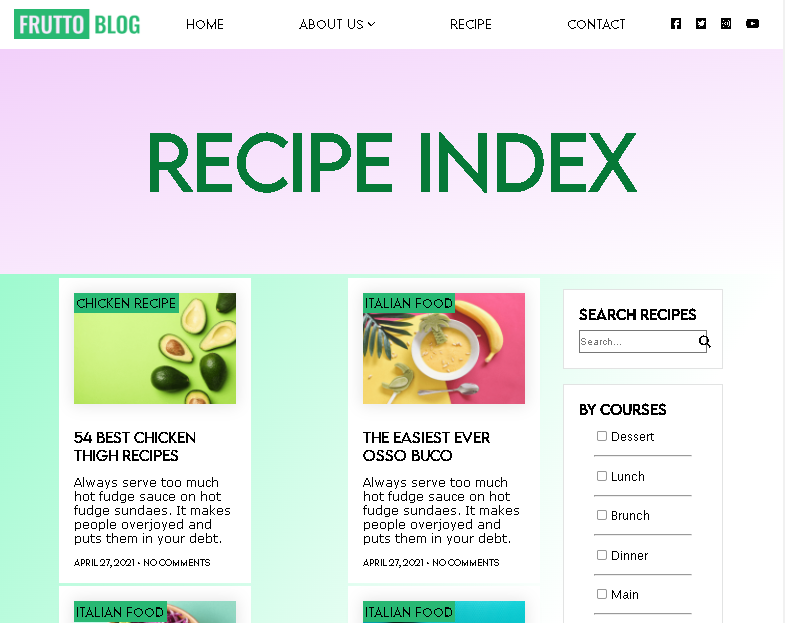 FRUTTO BLOG
HOME
ABOUT US
RECIPE
CONTACT
RECIPE INDEX
CHICKEN RECIPE
54 BEST CHICKEN
THIGH RECIPES
Always serve too much
hot fudge sauce on hot
fudge sundaes. It makes
people overjoyed and
puts them in your debt.
APRIL 27, 2021 • NO COMMENTS
ITALIAN FOOD
THE EASIEST EVER
OSSO BUCO
Always serve too much
hot fudge sauce on hot
fudge sundaes. It makes
people overjoyed and
puts them in your debt.
APRIL 27, 2021 • NO COMMENTS
ITALIAN FOOD
ITALIAN FOOD
SEARCH RECIPES
Search...
BY COURSES
Dessert
Lunch
Brunch
Dinner
Main